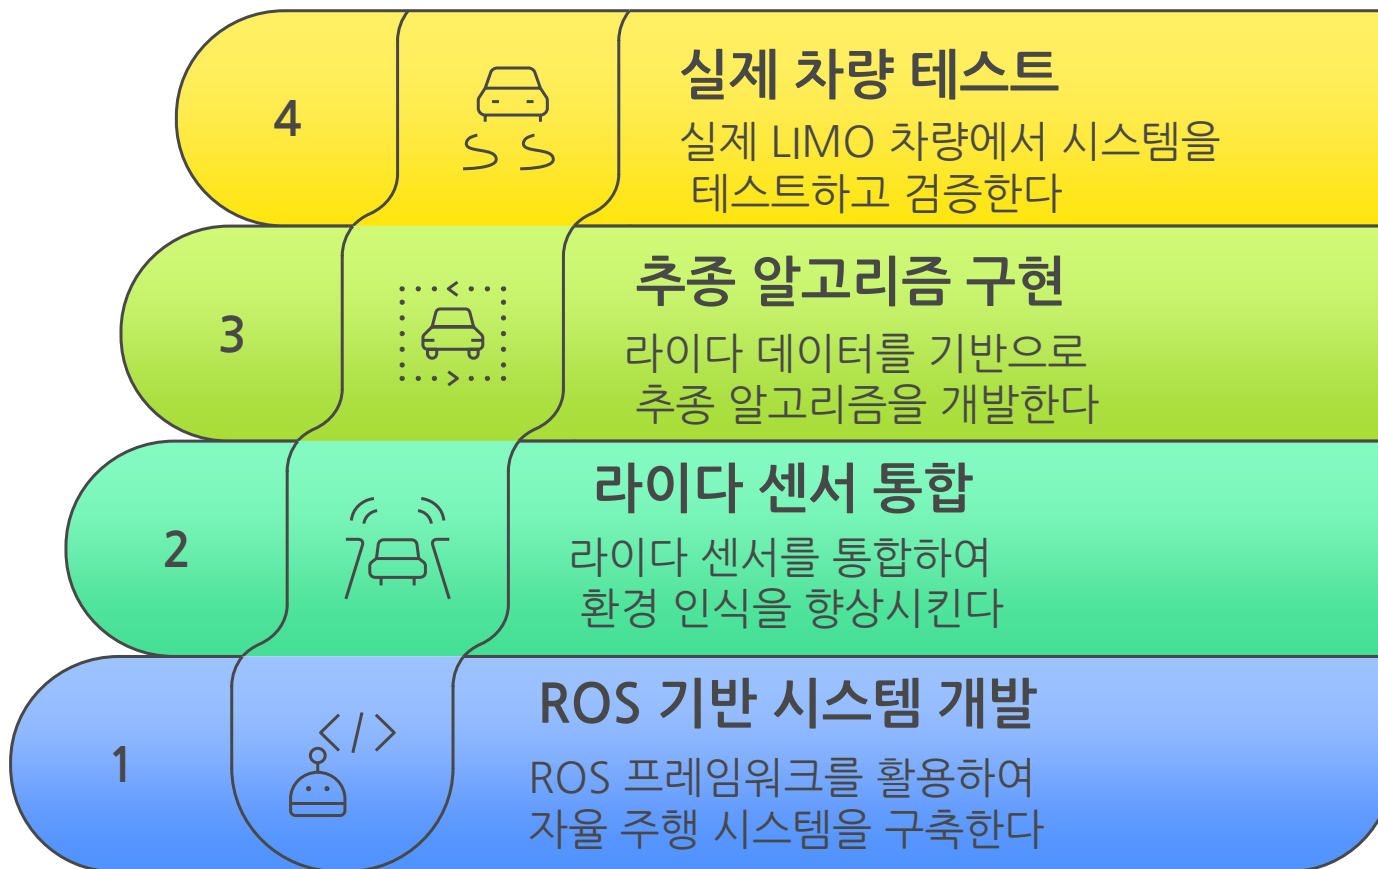 4
실제 차량 테스트
실제 LIMO 차량에서 시스템을
테스트하고 검증한다
3
추종 알고리즘 구현
라이다 데이터를 기반으로
추종 알고리즘을 개발한다
2
라이다 센서 통합
라이다 센서를 통합하여
환경 인식을 향상시킨다
1
</>
ROS 기반 시스템 개발
ROS 프레임워크를 활용하여
자율 주행 시스템을 구축한다